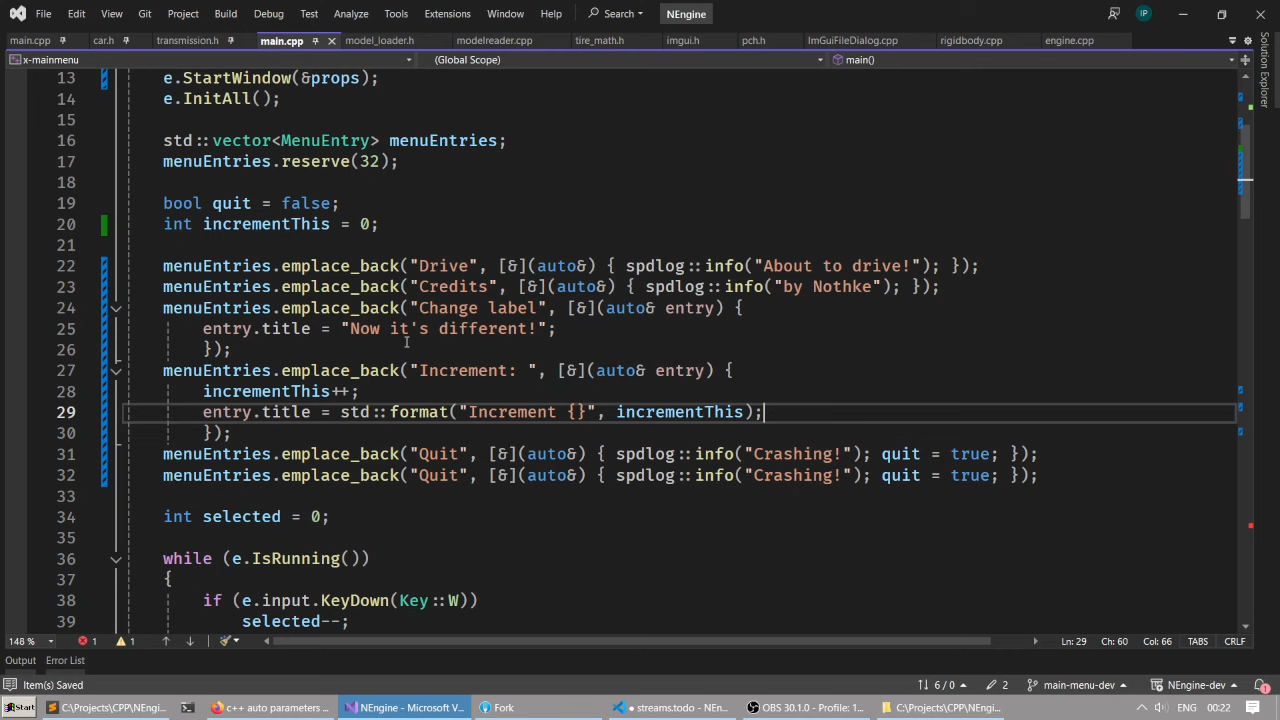 File Edit View Git Project Build Debug Test Analyze Tools Extensions Window Help Search NEngine IP
main.cpp car.h transmission.h main.cpp model_loader.h modelreader.cpp tire_math.h imgui.h pch.h ImGuiFileDialog.cpp rigidbody.cpp engine.cpp
x-mainmenu (Global Scope) main()
13 e.StartWindow(&props);
14 e.InitAll();
15
16 std::vector<MenuEntry> menuEntries;
17 menuEntries.reserve(32);
18
19 bool quit = false;
20 int incrementThis = 0;
21
22 menuEntries.emplace_back("Drive", [&](auto&) { spdlog::info("About to drive!"); });
23 menuEntries.emplace_back("Credits", [&](auto&) { spdlog::info("by Nothke"); });
24 menuEntries.emplace_back("Change label", [&](auto& entry) {
25 entry.title = "Now it's different!";
26 });
27 menuEntries.emplace_back("Increment: ", [&](auto& entry) {
28 incrementThis++;
29 entry.title = std::format("Increment {}", incrementThis);
30 });
31 menuEntries.emplace_back("Quit", [&](auto&) { spdlog::info("Crashing!"); quit = true; });
32 menuEntries.emplace_back("Quit", [&](auto&) { spdlog::info("Crashing!"); quit = true; });
33
34 int selected = 0;
35
36 while (e.IsRunning())
37 {
38 if (e.input.KeyDown(Key::W))
39 selected--;
Solution Explorer
148 % 1 1 Ln: 29 Ch: 60 Col: 66 TABS CRLF
Output Error List
Item(s) Saved 6 / 0 2 main-menu-dev NEngine-dev 1
Start C:\Projects\CPP\NEngi... c++ auto parameters ... NEngine - Microsoft V... Fork streams.todo - NEngi... OBS 30.1.0 - Profile: 1... C:\Projects\CPP\NEngi... 00:22